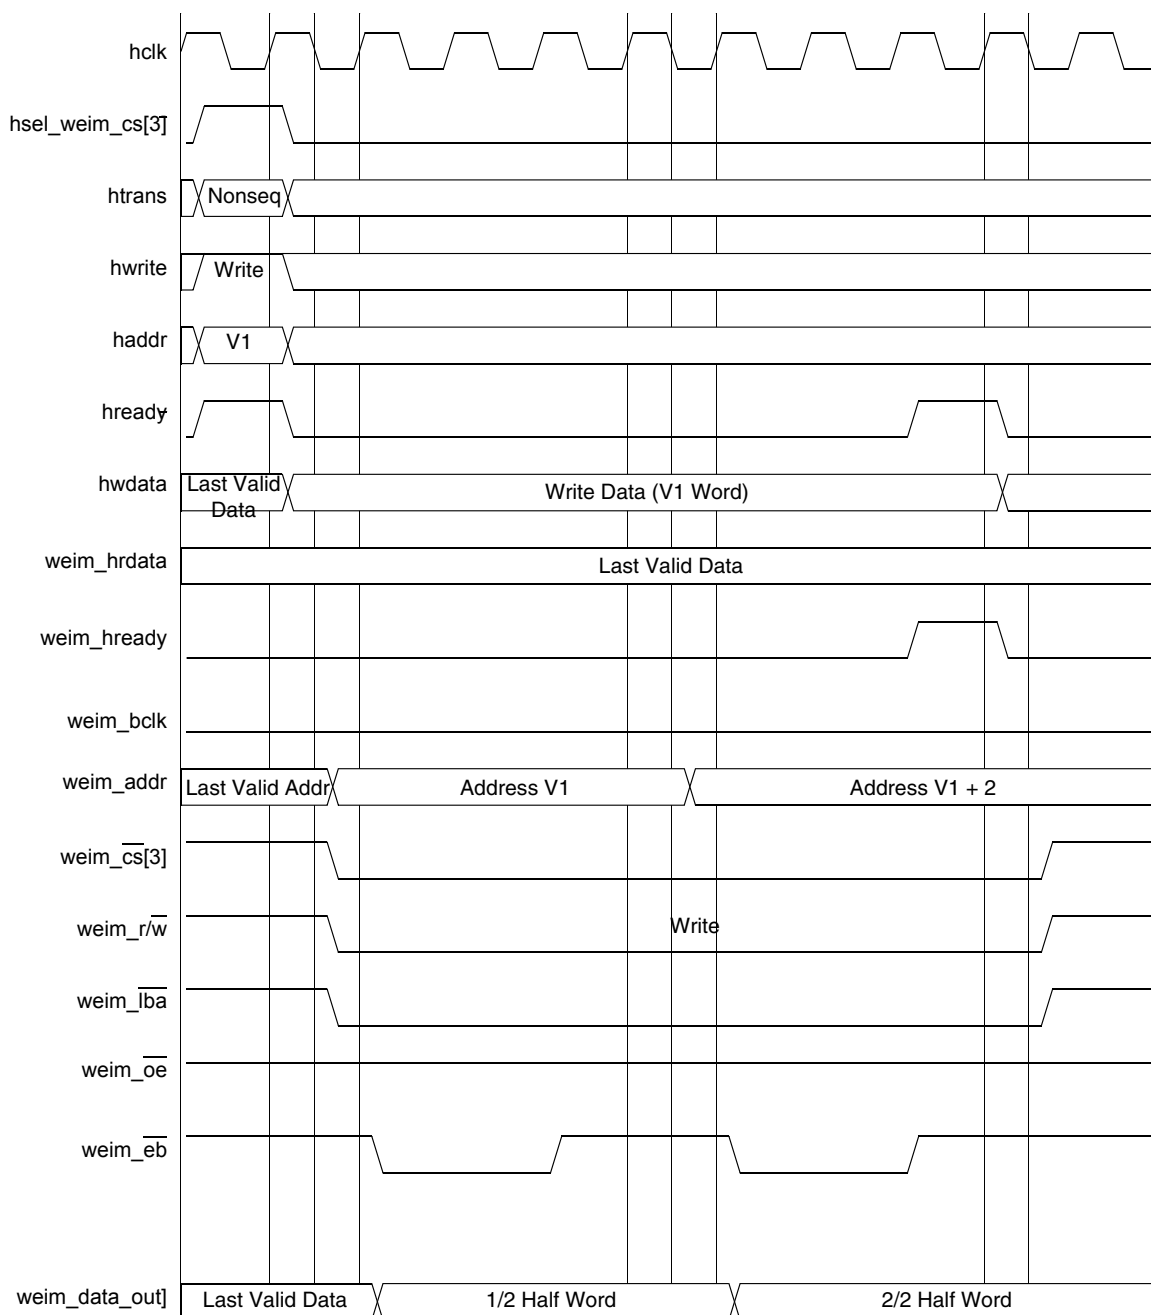 hclk
hsel_weim_cs[3]
htrans Nonseq
hwrite Write
haddr V1
hready
hwdata Last Valid Data Write Data (V1 Word)
weim_hrdata Last Valid Data
weim_hready
weim_bclk
weim_addr Last Valid Addr Address V1 Address V1 + 2
weim_cs[3]
weim_r/w Write
weim_lba
weim_oe
weim_eb
weim_data_out] Last Valid Data 1/2 Half Word 2/2 Half Word